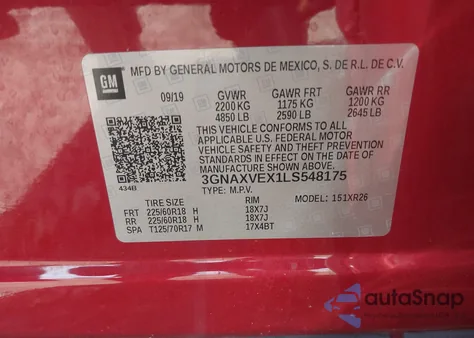 GM
MFD BY GENERAL MOTORS DE MEXICO, S. DE R.L. DE C.V.
09/19 GVWR GAWR FRT GAWR RR
2200 KG 1175 KG 1200 KG
4850 LB 2590 LB 2645 LB
THIS VEHICLE CONFORMS TO ALL
APPLICABLE U.S. FEDERAL MOTOR
VEHICLE SAFETY STANDARDS IN
EFFECT ON THE DATE OF MANUFACTURE
SHOWN ABOVE.
3GNAXVEX1LS548175
434B TYPE: M.P.V. MODEL: 151XR26
TIRE SIZE RIM
FRT 225/60R18 H 18X7J
RR 225/60R18 H 18X7J
SPA T125/70R17 M 17X4BT
autoSnap